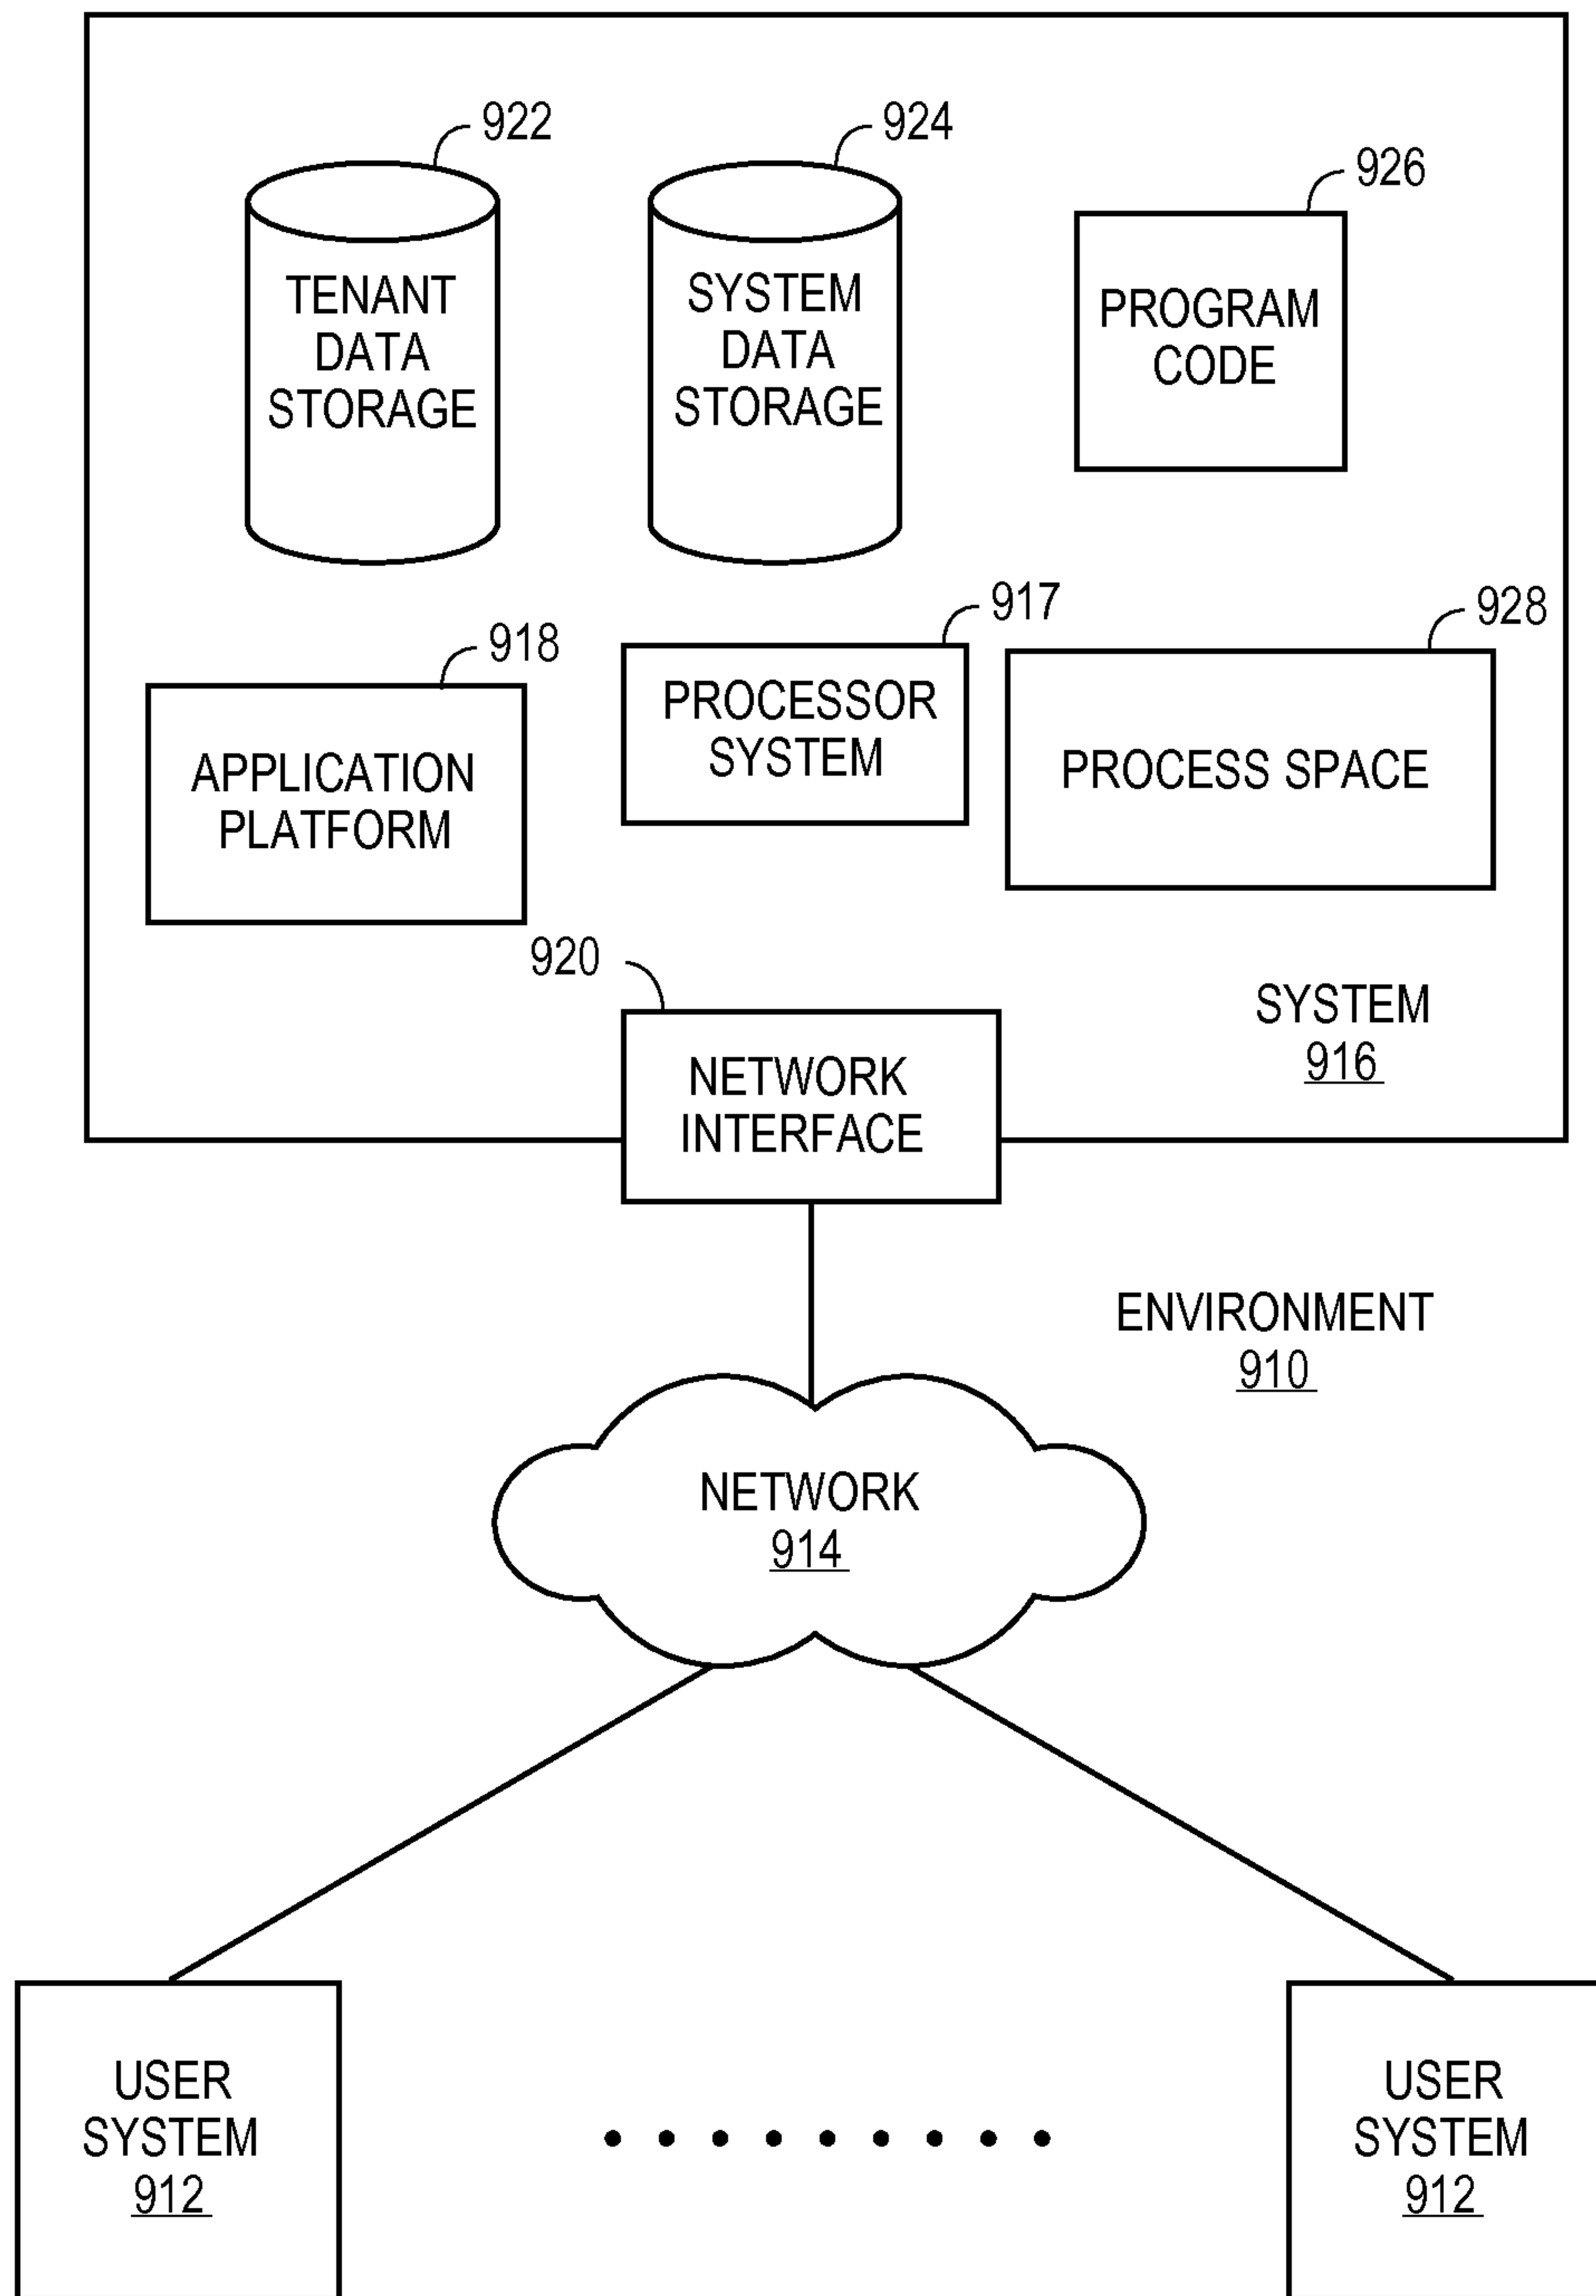 922
924
926
TENANT
DATA
STORAGE
SYSTEM
DATA
STORAGE
PROGRAM
CODE
918
917
928
APPLICATION
PLATFORM
PROCESSOR
SYSTEM
PROCESS SPACE
920
NETWORK
INTERFACE
SYSTEM
916
ENVIRONMENT
910
NETWORK
914
USER
SYSTEM
912
USER
SYSTEM
912